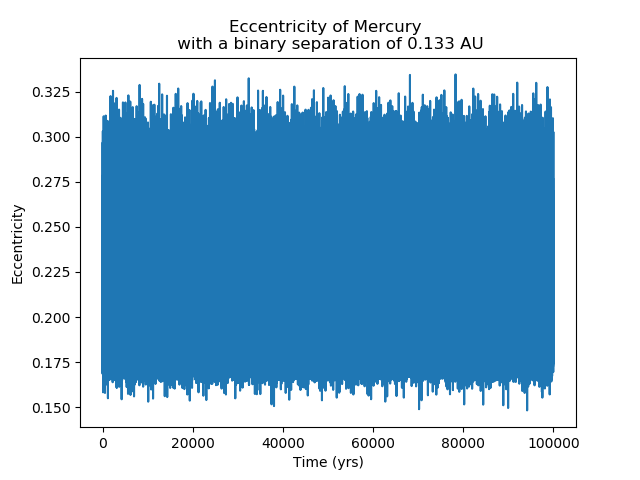 Eccentricity of Mercury
with a binary separation of 0.133 AU
0.325
0.300
0.275
0.250
0.225
0.200
0.175
0.150
Eccentricity
0 20000 40000 60000 80000 100000
Time (yrs)